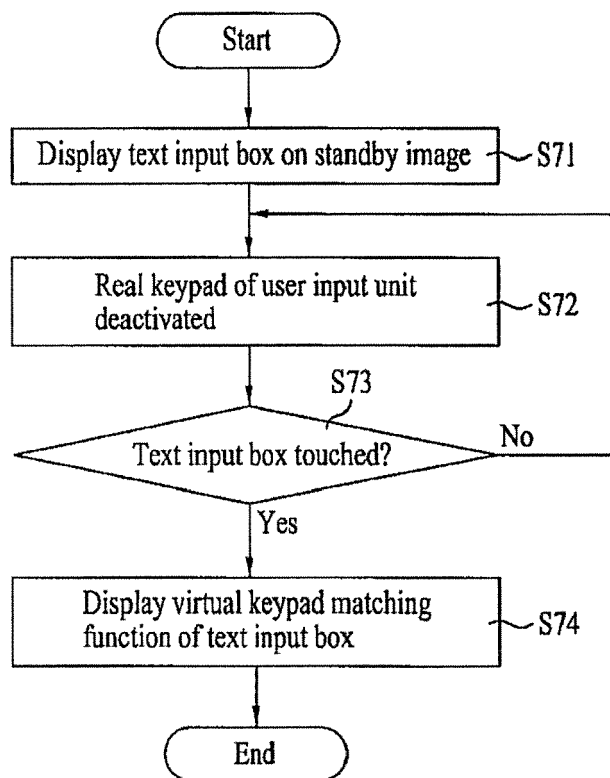 Start
Display text input box on standby image
S71
Real keypad of user input unit
deactivated
S72
S73
Text input box touched?
No
Yes
Display virtual keypad matching
function of text input box
S74
End